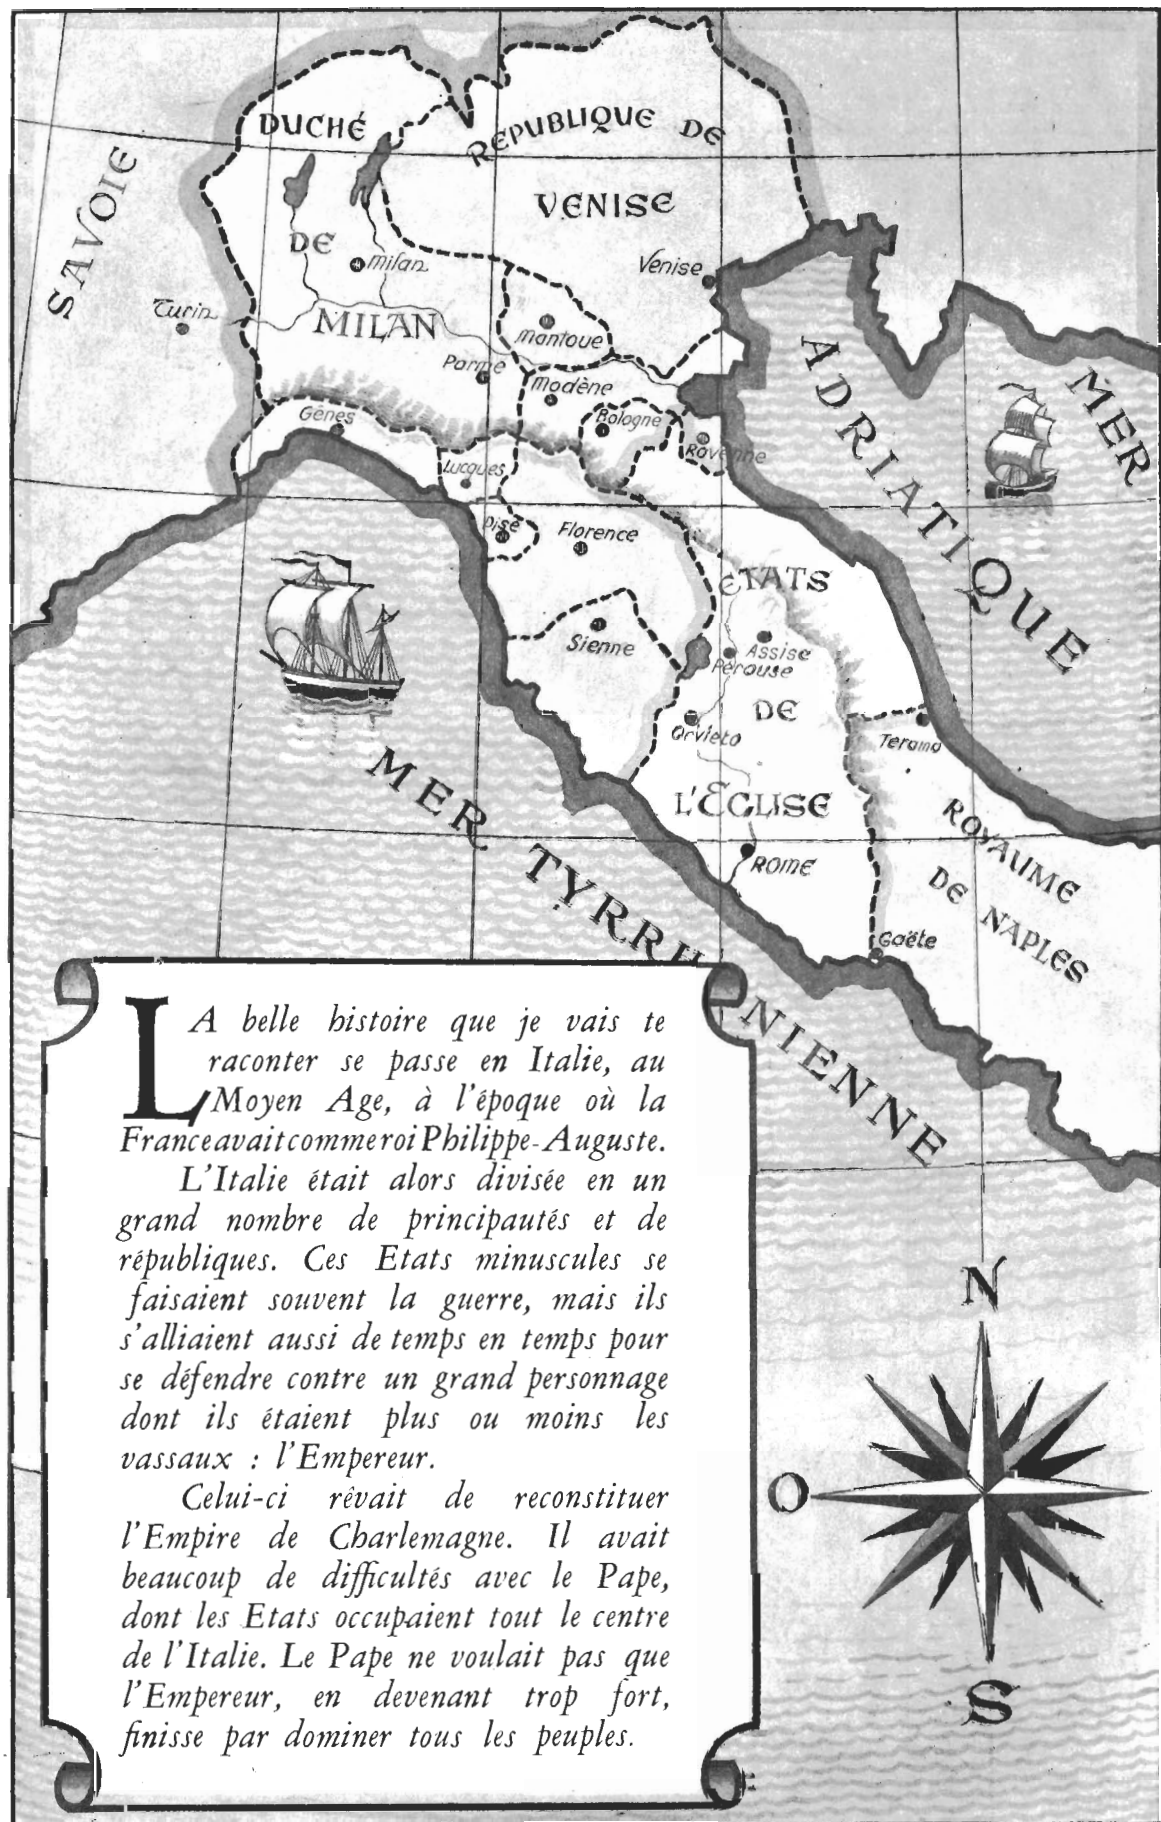 DUCHÉ
DE
MILAN
REPUBLIQUE DE
VENISE
SAVOIE
Turin
Milan
Venise
Mantoue
Parme
Modène
Gênes
Bologne
Ravenne
Lucques
Pise
Florence
Sienne
ETATS
DE
L'ÉGLISE
Assise
Pérouse
Orvieto
Teramo
ROME
ROYAUME
DE NAPLES
Gaëte
MER
ADRIATIQUE
MER TYRRHENIENNE
LA belle histoire que je vais te
raconter se passe en Italie, au
Moyen Age, à l'époque où la
France avait comme roi Philippe-Auguste.
L'Italie était alors divisée en un
grand nombre de principautés et de
républiques. Ces Etats minuscules se
faisaient souvent la guerre, mais ils
s'alliaient aussi de temps en temps pour
se défendre contre un grand personnage
dont ils étaient plus ou moins les
vassaux : l'Empereur.
Celui-ci rêvait de reconstituer
l'Empire de Charlemagne. Il avait
beaucoup de difficultés avec le Pape,
dont les Etats occupaient tout le centre
de l'Italie. Le Pape ne voulait pas que
l'Empereur, en devenant trop fort,
finisse par dominer tous les peuples.
N
O
S